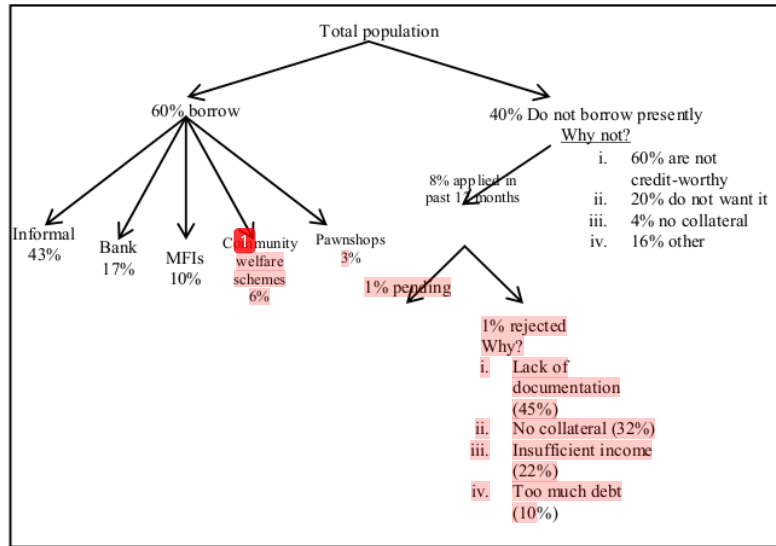 Total population
60% borrow
40% Do not borrow presently
Why not?
i. 60% are not
credit-worthy
ii. 20% do not want it
iii. 4% no collateral
iv. 16% other
8% applied in
past 12 months
Informal
43%
Bank
17%
MFIs
10%
1
Community
welfare
schemes
6%
Pawnshops
3%
1% pending
1% rejected
Why?
i. Lack of
documentation
(45%)
ii. No collateral (32%)
iii. Insufficient income
(22%)
iv. Too much debt
(10%)